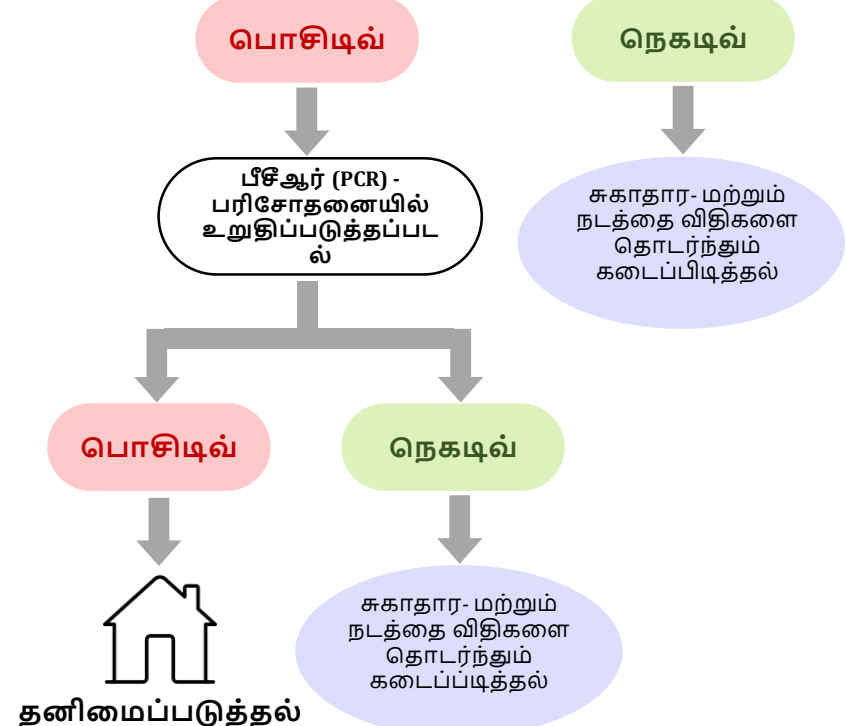 பொசிடிவ்
நெகடிவ்
பீசீஆர் (PCR) -
பரிசோதனையில்
உறுதிப்படுத்தப்பட
ல்
சுகாதார- மற்றும்
நடத்தை விதிகளை
தொடர்ந்தும்
கடைப்பிடித்தல்
பொசிடிவ்
நெகடிவ்
தனிமைப்படுத்தல்
சுகாதார- மற்றும்
நடத்தை விதிகளை
தொடர்ந்தும்
கடைப்ப்டித்தல்